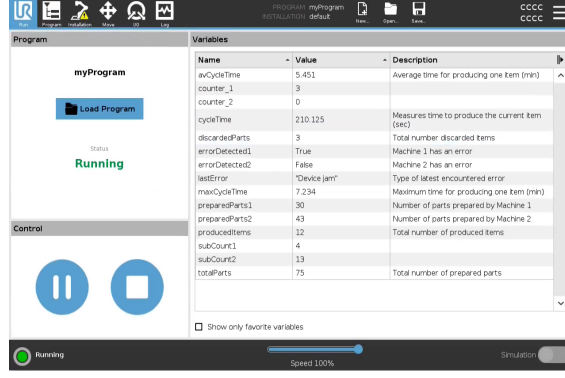 UR
PROGRAM myProgram
INSTALLATION default
CCCC
CCCC
Run Program Installation Move I/O Log New... Open... Save...
Program
Variables
myProgram
Load Program
Status
Running
Control
Name Value Description
avCycleTime 5.451 Average time for producing one item (min)
counter_1 3
counter_2 0
cycleTime 210.125 Measures time to produce the current item
(sec)
discardedParts 3 Total number discarded items
errorDetected1 True Machine 1 has an error
errorDetected2 False Machine 2 has an error
lastError "Device jam" Type of latest encountered error
maxCycleTime 7.234 Maximum time for producing one item (min)
preparedParts1 30 Number of parts prepared by Machine 1
preparedParts2 43 Number of parts prepared by Machine 2
producedItems 12 Total number of produced items
subCount1 4
subCount2 13
totalParts 75 Total number of prepared parts
Show only favorite variables
Running
Speed 100%
Simulation